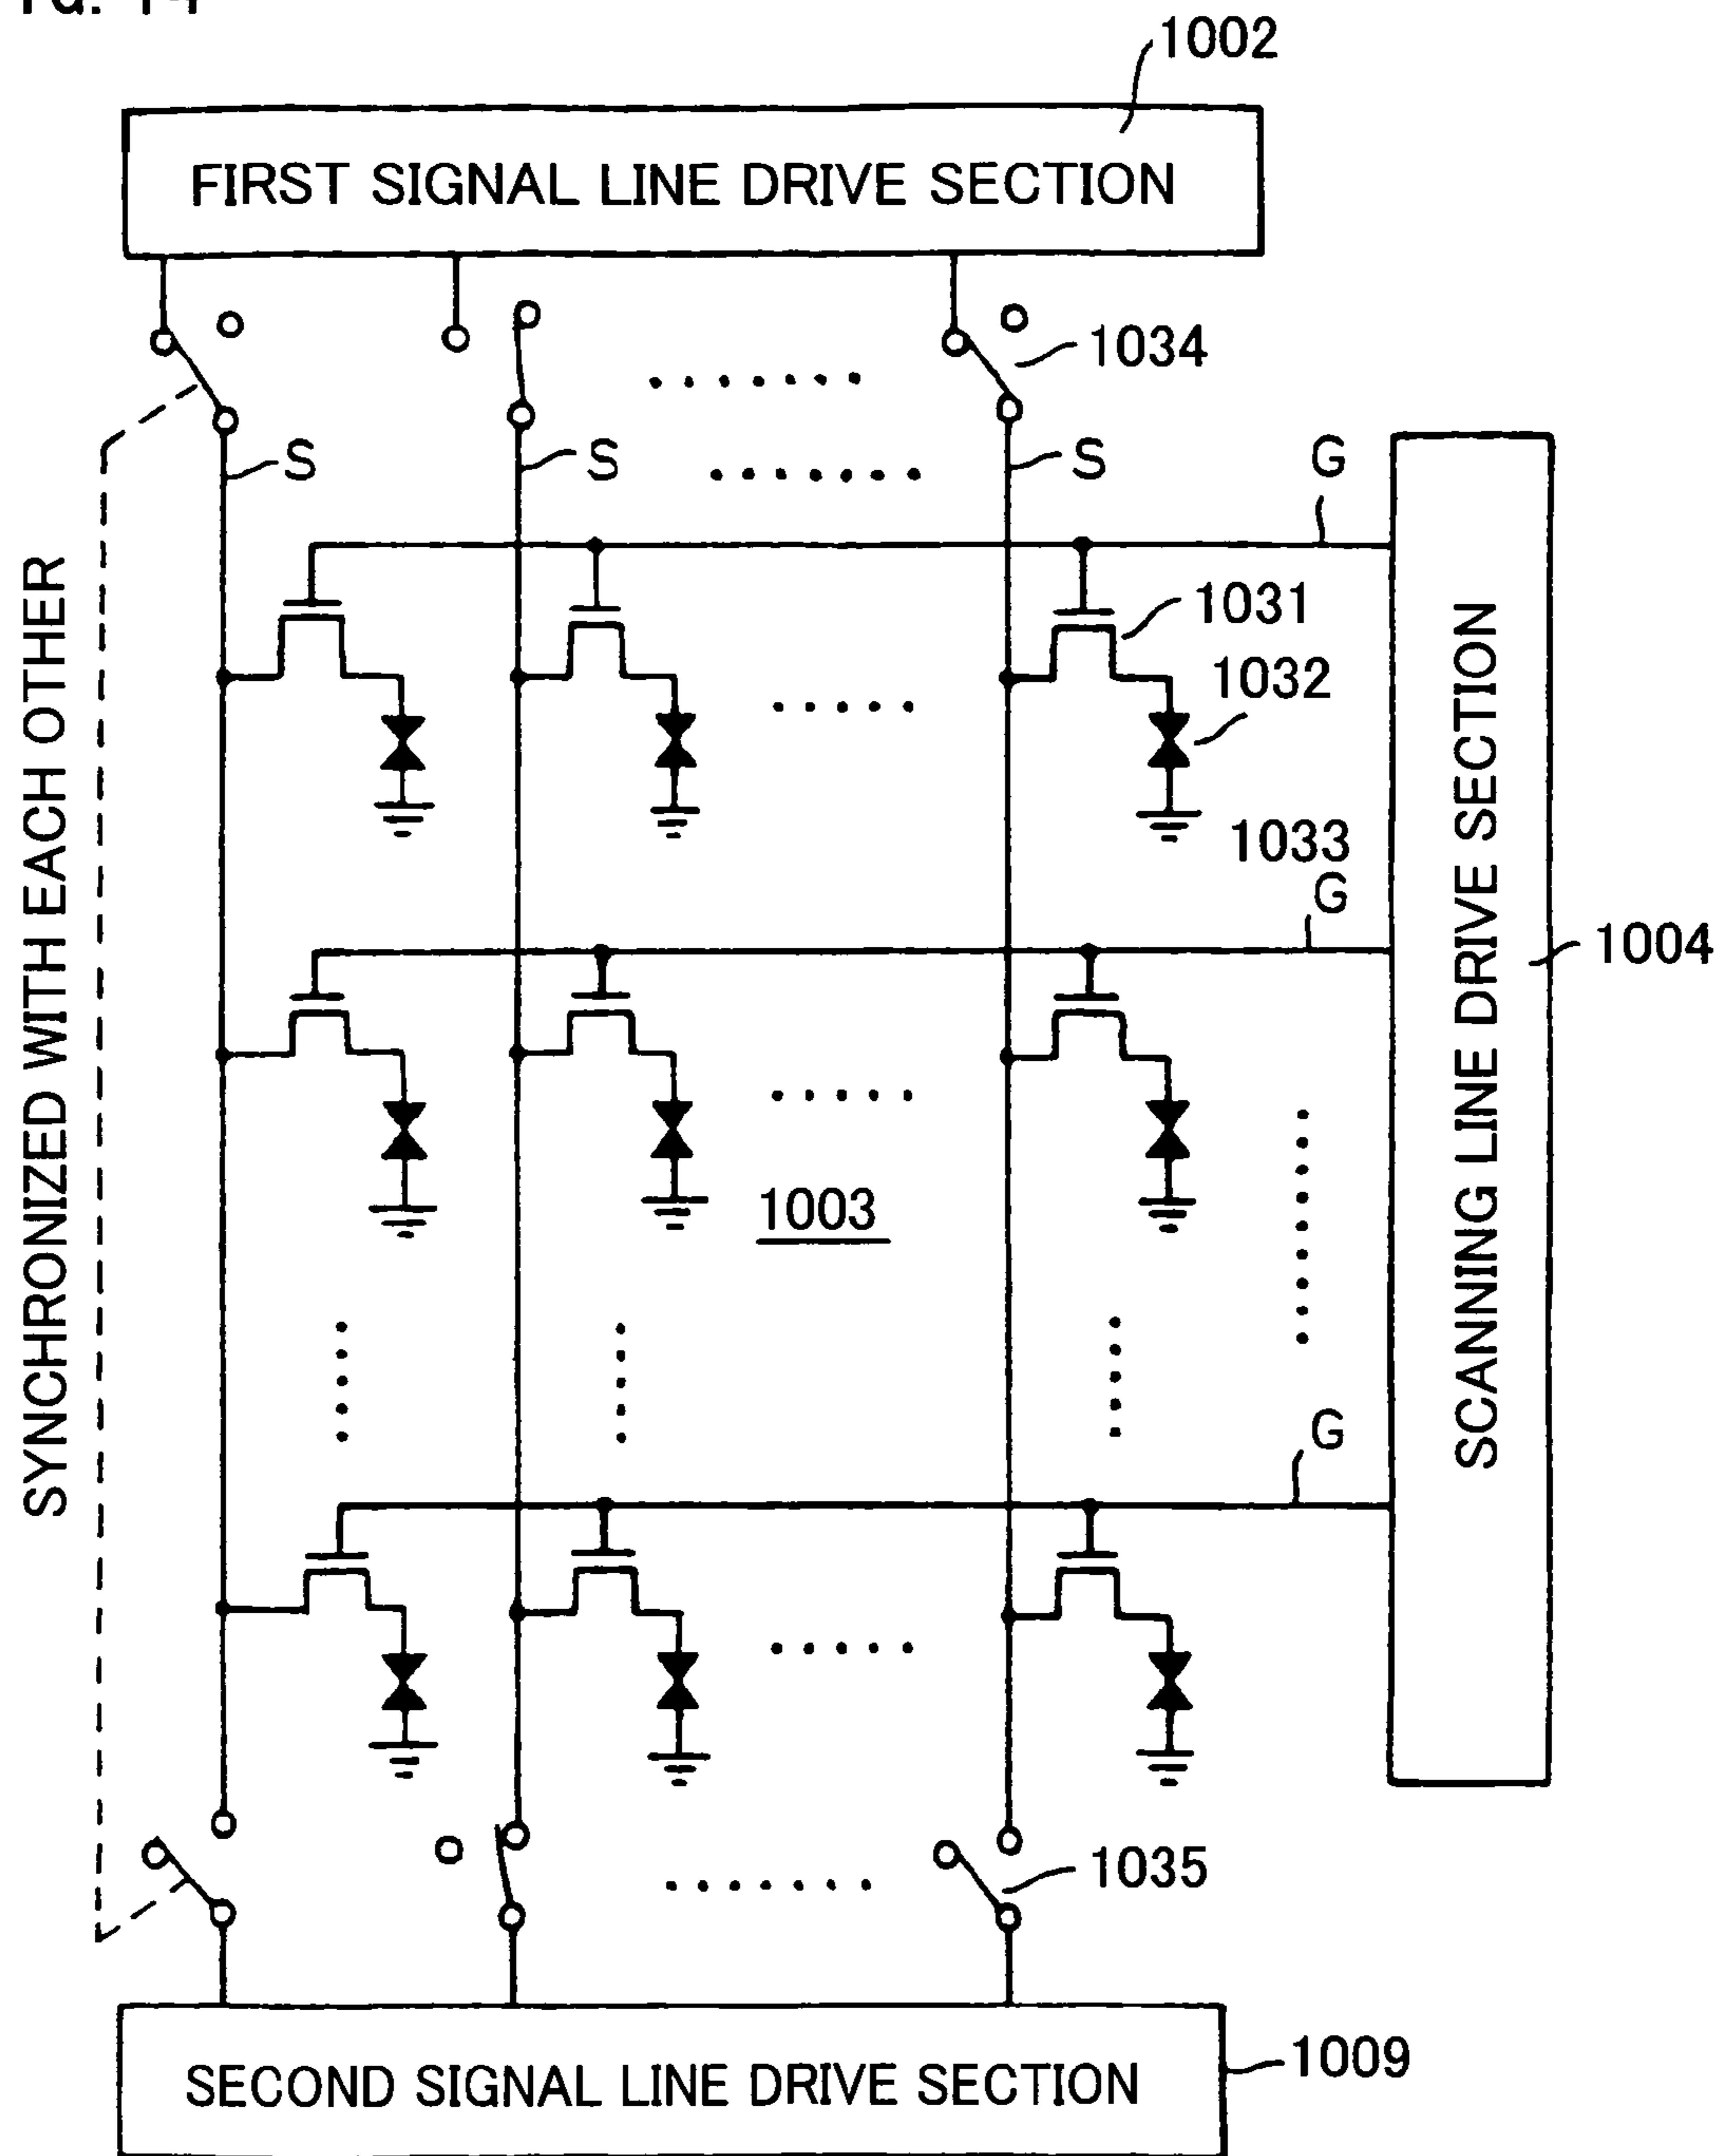 1002
FIRST SIGNAL LINE DRIVE SECTION
1034
S
S
S
G
1031
1032
1033
G
SCANNING LINE DRIVE SECTION
1004
SYNCHRONIZED WITH EACH OTHER
1003
G
1035
SECOND SIGNAL LINE DRIVE SECTION
1009